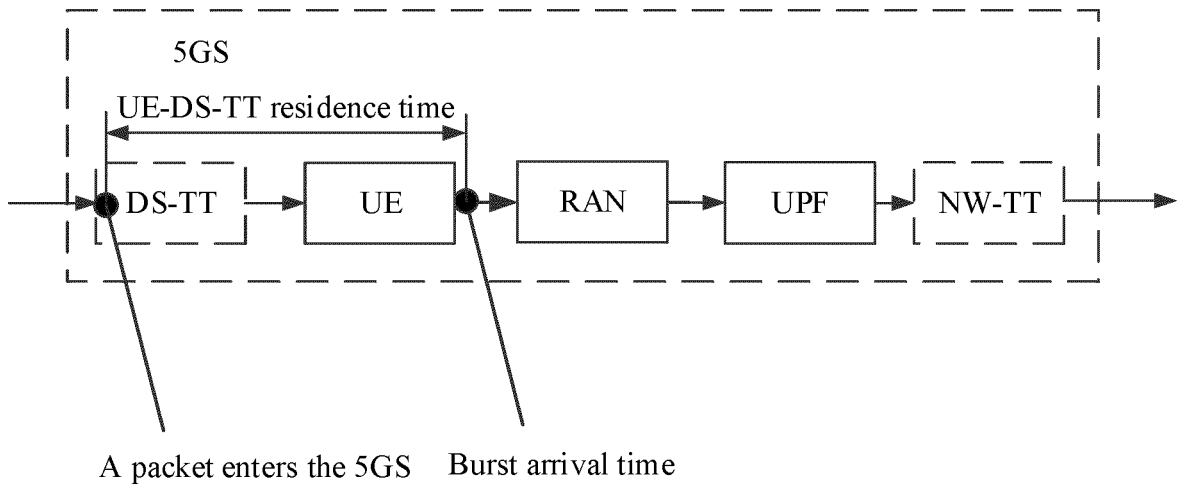 5GS
UE-DS-TT residence time
DS-TT
UE
RAN
UPF
NW-TT
A packet enters the 5GS
Burst arrival time